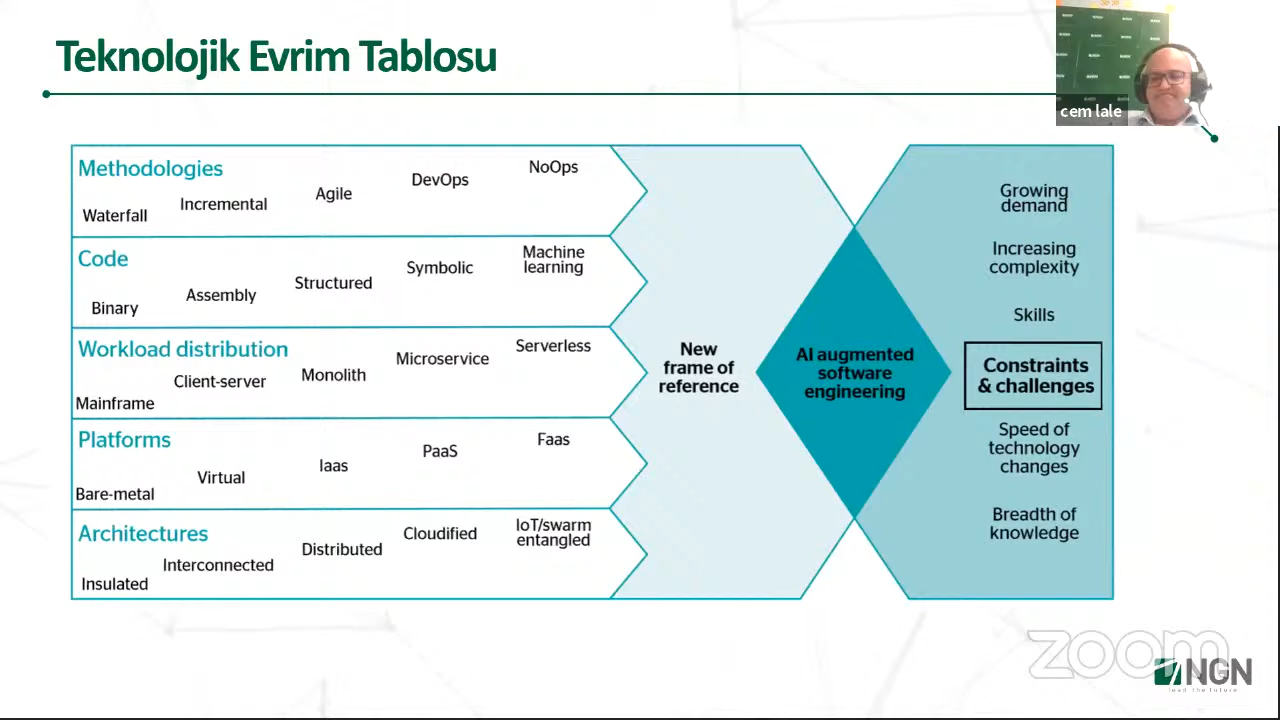 Teknolojik Evrim Tablosu
cem lale
Methodologies
Waterfall
Incremental
Agile
DevOps
NoOps
Code
Binary
Assembly
Structured
Symbolic
Machine
learning
Workload distribution
Mainframe
Client-server
Monolith
Microservice
Serverless
Platforms
Bare-metal
Virtual
Iaas
PaaS
Faas
Architectures
Insulated
Interconnected
Distributed
Cloudified
IoT/swarm
entangled
New
frame of
reference
AI augmented
software
engineering
Growing
demand
Increasing
complexity
Skills
Constraints
& challenges
Speed of
technology
changes
Breadth of
knowledge
zoom
NGN
lead the future